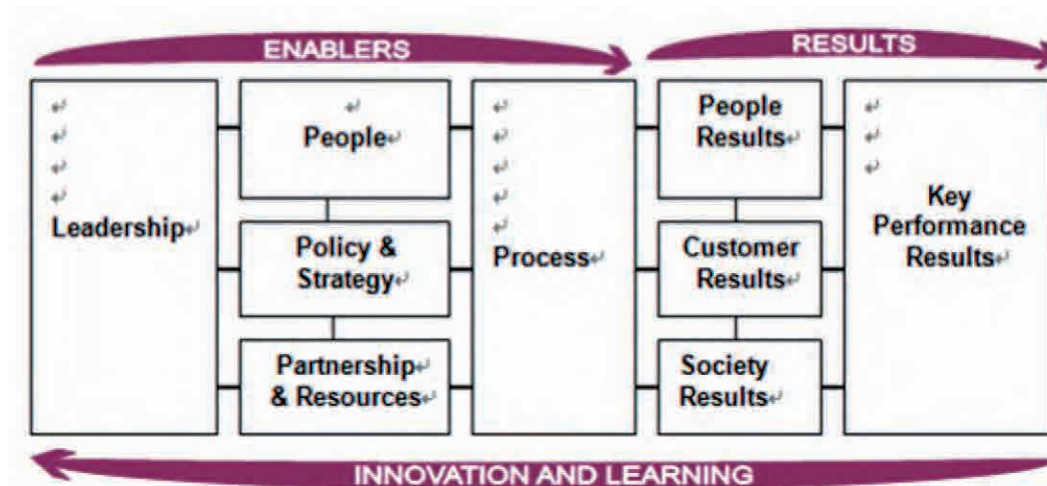 ENABLERS
RESULTS
Leadership
People
Policy &
Strategy
Partnership
& Resources
Process
People
Results
Customer
Results
Society
Results
Key
Performance
Results
INNOVATION AND LEARNING